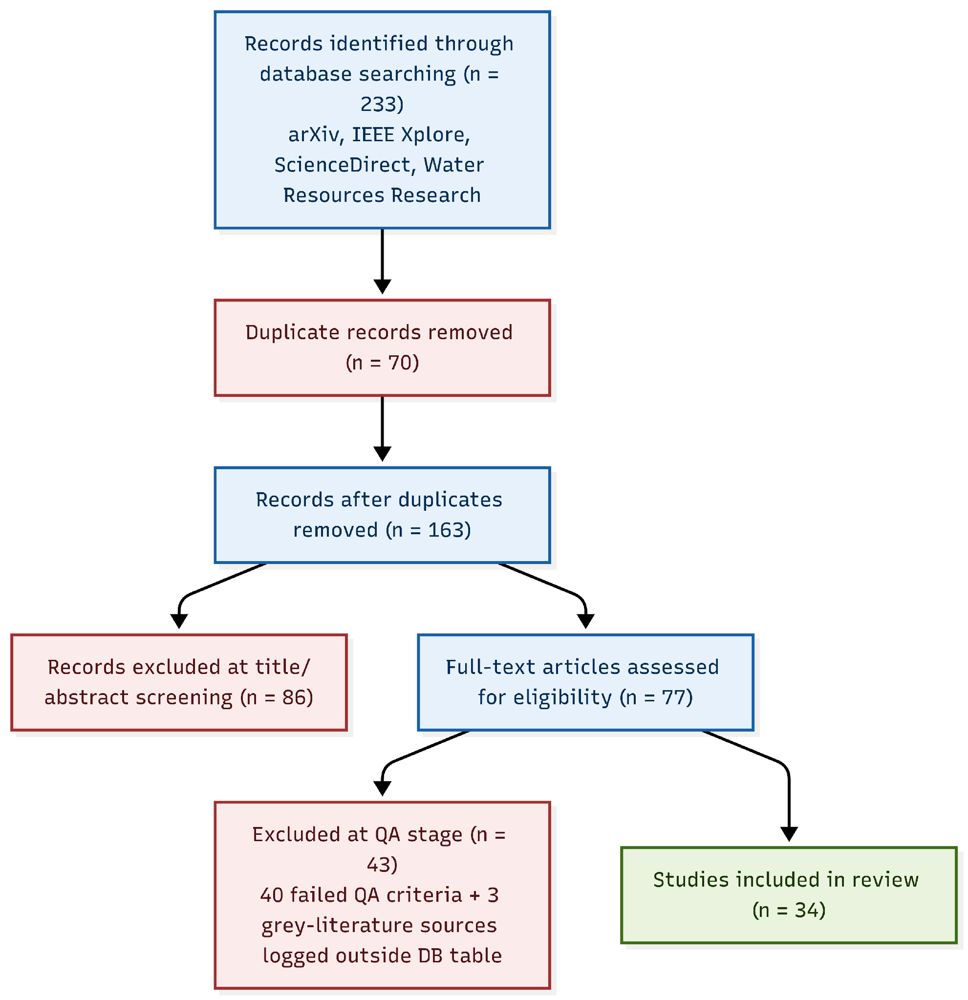 Records identified through
database searching (n =
233)
arXiv, IEEE Xplore,
ScienceDirect, Water
Resources Research
Duplicate records removed
(n = 70)
Records after duplicates
removed (n = 163)
Records excluded at title/
abstract screening (n = 86)
Full-text articles assessed
for eligibility (n = 77)
Excluded at QA stage (n =
43)
40 failed QA criteria + 3
grey-literature sources
logged outside DB table
Studies included in review
(n = 34)